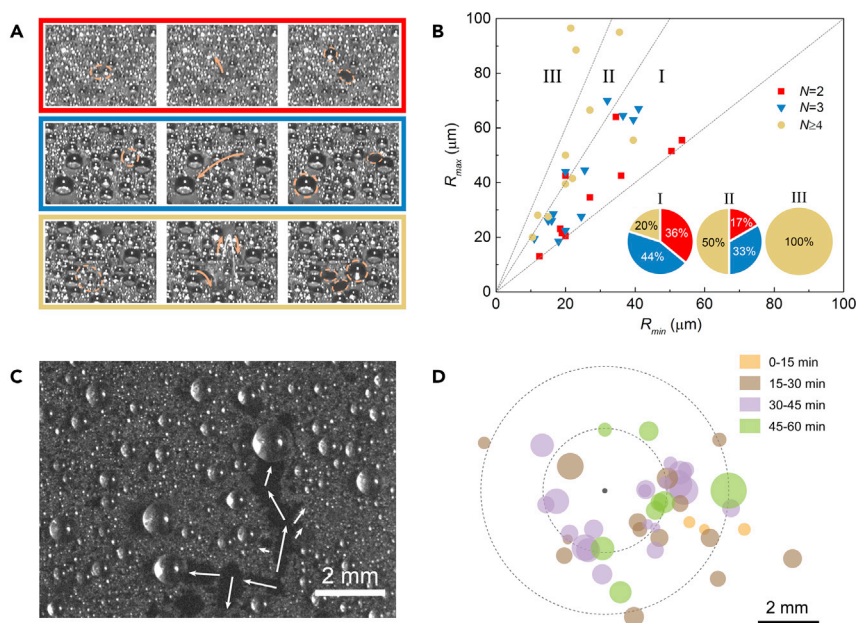 A
B
100
80
60
40
20
0
R_max (μm)
III
II
I
N=2
N=3
N≥4
I
II
III
20%
36%
44%
50%
17%
33%
100%
0
20
40
60
80
100
R_min (μm)
C
2 mm
D
0-15 min
15-30 min
30-45 min
45-60 min
2 mm